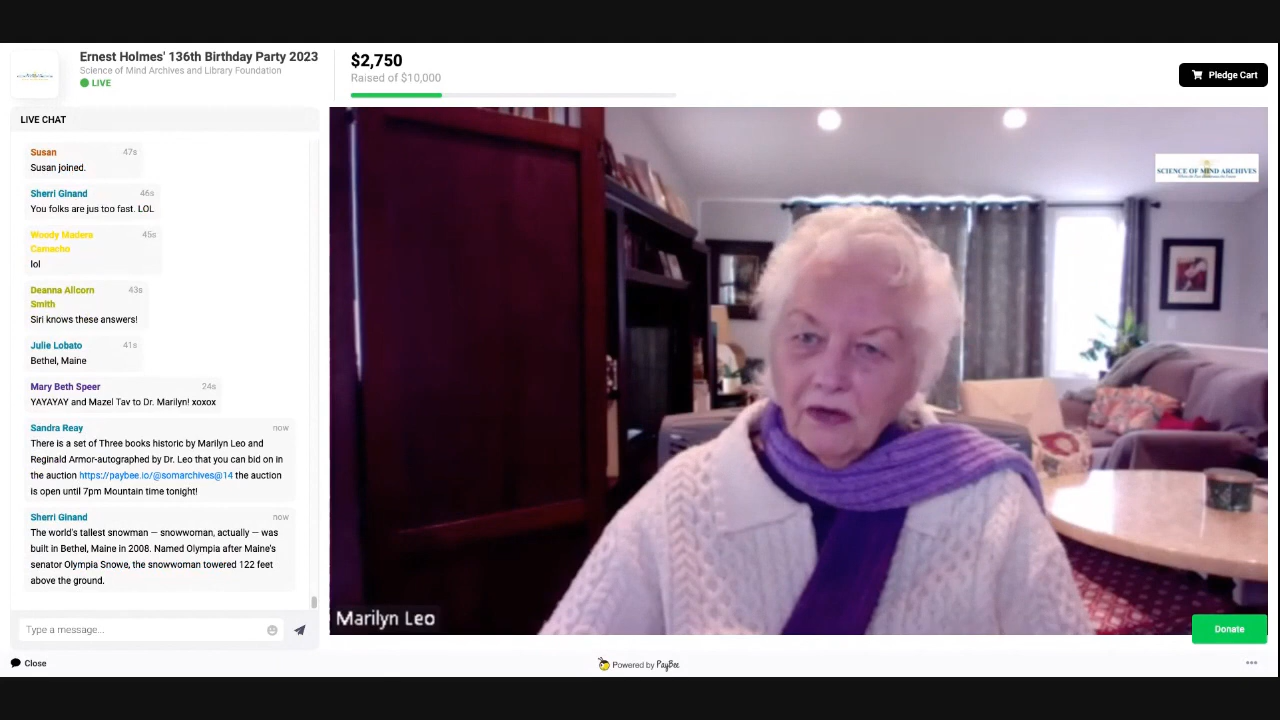 Ernest Holmes' 136th Birthday Party 2023
Science of Mind Archives and Library Foundation
LIVE
$2,750
Raised of $10,000
Pledge Cart
LIVE CHAT
Susan 47s
Susan joined.
Sherri Ginand 46s
You folks are jus too fast. LOL
Woody Madera 45s
Camacho
lol
Deanna Allcorn 43s
Smith
Siri knows these answers!
Julie Lobato 41s
Bethel, Maine
Mary Beth Speer 24s
YAYAYAY and Mazel Tav to Dr. Marilyn! xoxox
Sandra Reay now
There is a set of Three books historic by Marilyn Leo and
Reginald Armor-autographed by Dr. Leo that you can bid on in
the auction https://paybee.io/@somarchives@14 the auction
is open until 7pm Mountain time tonight!
Sherri Ginand now
The world's tallest snowman — snowwoman, actually — was
built in Bethel, Maine in 2008. Named Olympia after Maine's
senator Olympia Snowe, the snowwoman towered 122 feet
above the ground.
Type a message...
Close
SCIENCE OF MIND ARCHIVES
Marilyn Leo
Donate
Powered by PayBee